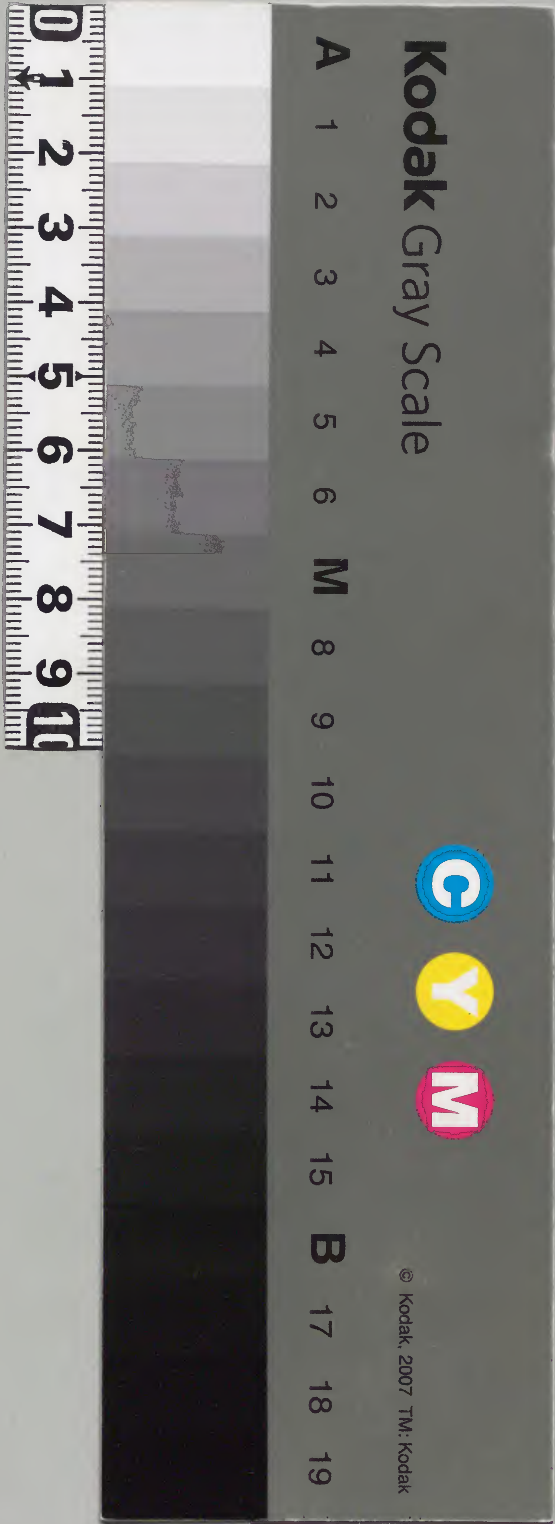 Kodak Gray Scale
C Y M
© Kodak, 2007 TM: Kodak
A 1 2 3 4 5 6 M 8 9 10 11 12 13 14 15 B 17 18 19
0 1 2 3 4 5 6 7 8 9 10